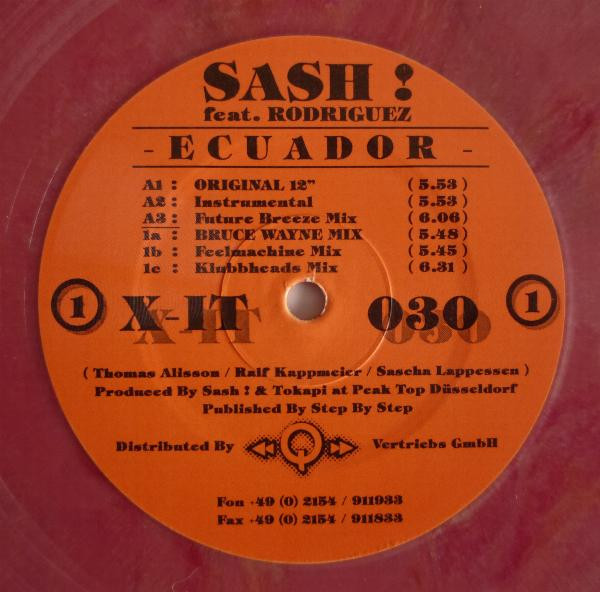 SASH !
feat. RODRIGUEZ
- ECUADOR -
A1 : ORIGINAL 12" ( 5.53 )
A2 : Instrumental ( 5.53 )
A3 : Future Breeze Mix ( 6.06 )
1a : BRUCE WAYNE MIX ( 5.48 )
1b : Feelmachine Mix ( 5.45 )
1c : Klubbheads Mix ( 6.31 )
1 X-IT 030 1
( Thomas Alisson / Ralf Kappmeier / Sascha Lappessen )
Produced By Sash ! & Tokapi at Peak Top Düsseldorf
Published By Step By Step
Distributed By Q Vertriebs GmbH
Fon +49 (0) 2154 / 911933
Fax +49 (0) 2154 / 911833